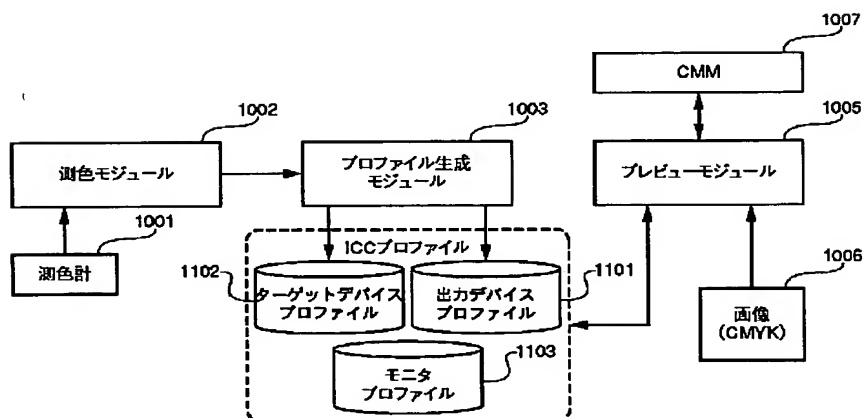 1007
CMM
1002
1003
1005
測色モジュール
プロファイル生成
モジュール
プレビューモジュール
1001
測色計
ICCプロファイル
1102
ターゲットデバイス
プロファイル
出力デバイス
プロファイル
1101
1006
画像
(CMYK)
モニタ
プロファイル
1103